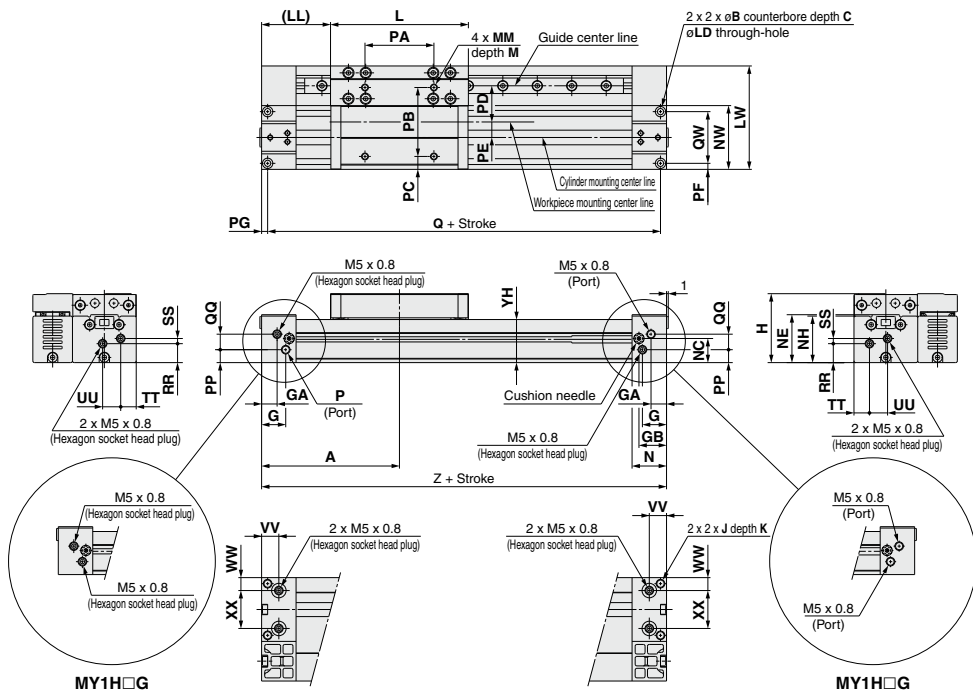 (LL)
L
PA
4 x MM
depth M
Guide center line
2 x 2 x øB counterbore depth C
øLD through-hole
PB
PD
PE
PC
QW
NW
LW
PF
Cylinder mounting center line
Workpiece mounting center line
PG
Q + Stroke
M5 x 0.8
(Hexagon socket head plug)
M5 x 0.8
(Port)
1
YH
SS
RR
UU
TT
2 x M5 x 0.8
(Hexagon socket head plug)
QQ
PP
GA
G
P
(Port)
A
Z + Stroke
Cushion needle
M5 x 0.8
(Hexagon socket head plug)
NC
QQ
PP
GA
G
GB
N
H
NE
NH
SS
RR
TT
UU
2 x M5 x 0.8
(Hexagon socket head plug)
M5 x 0.8
(Hexagon socket head plug)
M5 x 0.8
(Hexagon socket head plug)
MY1H□G
VV
WW
XX
2 x M5 x 0.8
(Hexagon socket head plug)
2 x M5 x 0.8
(Hexagon socket head plug)
VV
2 x 2 x J depth K
WW
XX
M5 x 0.8
(Port)
M5 x 0.8
(Port)
MY1H□G